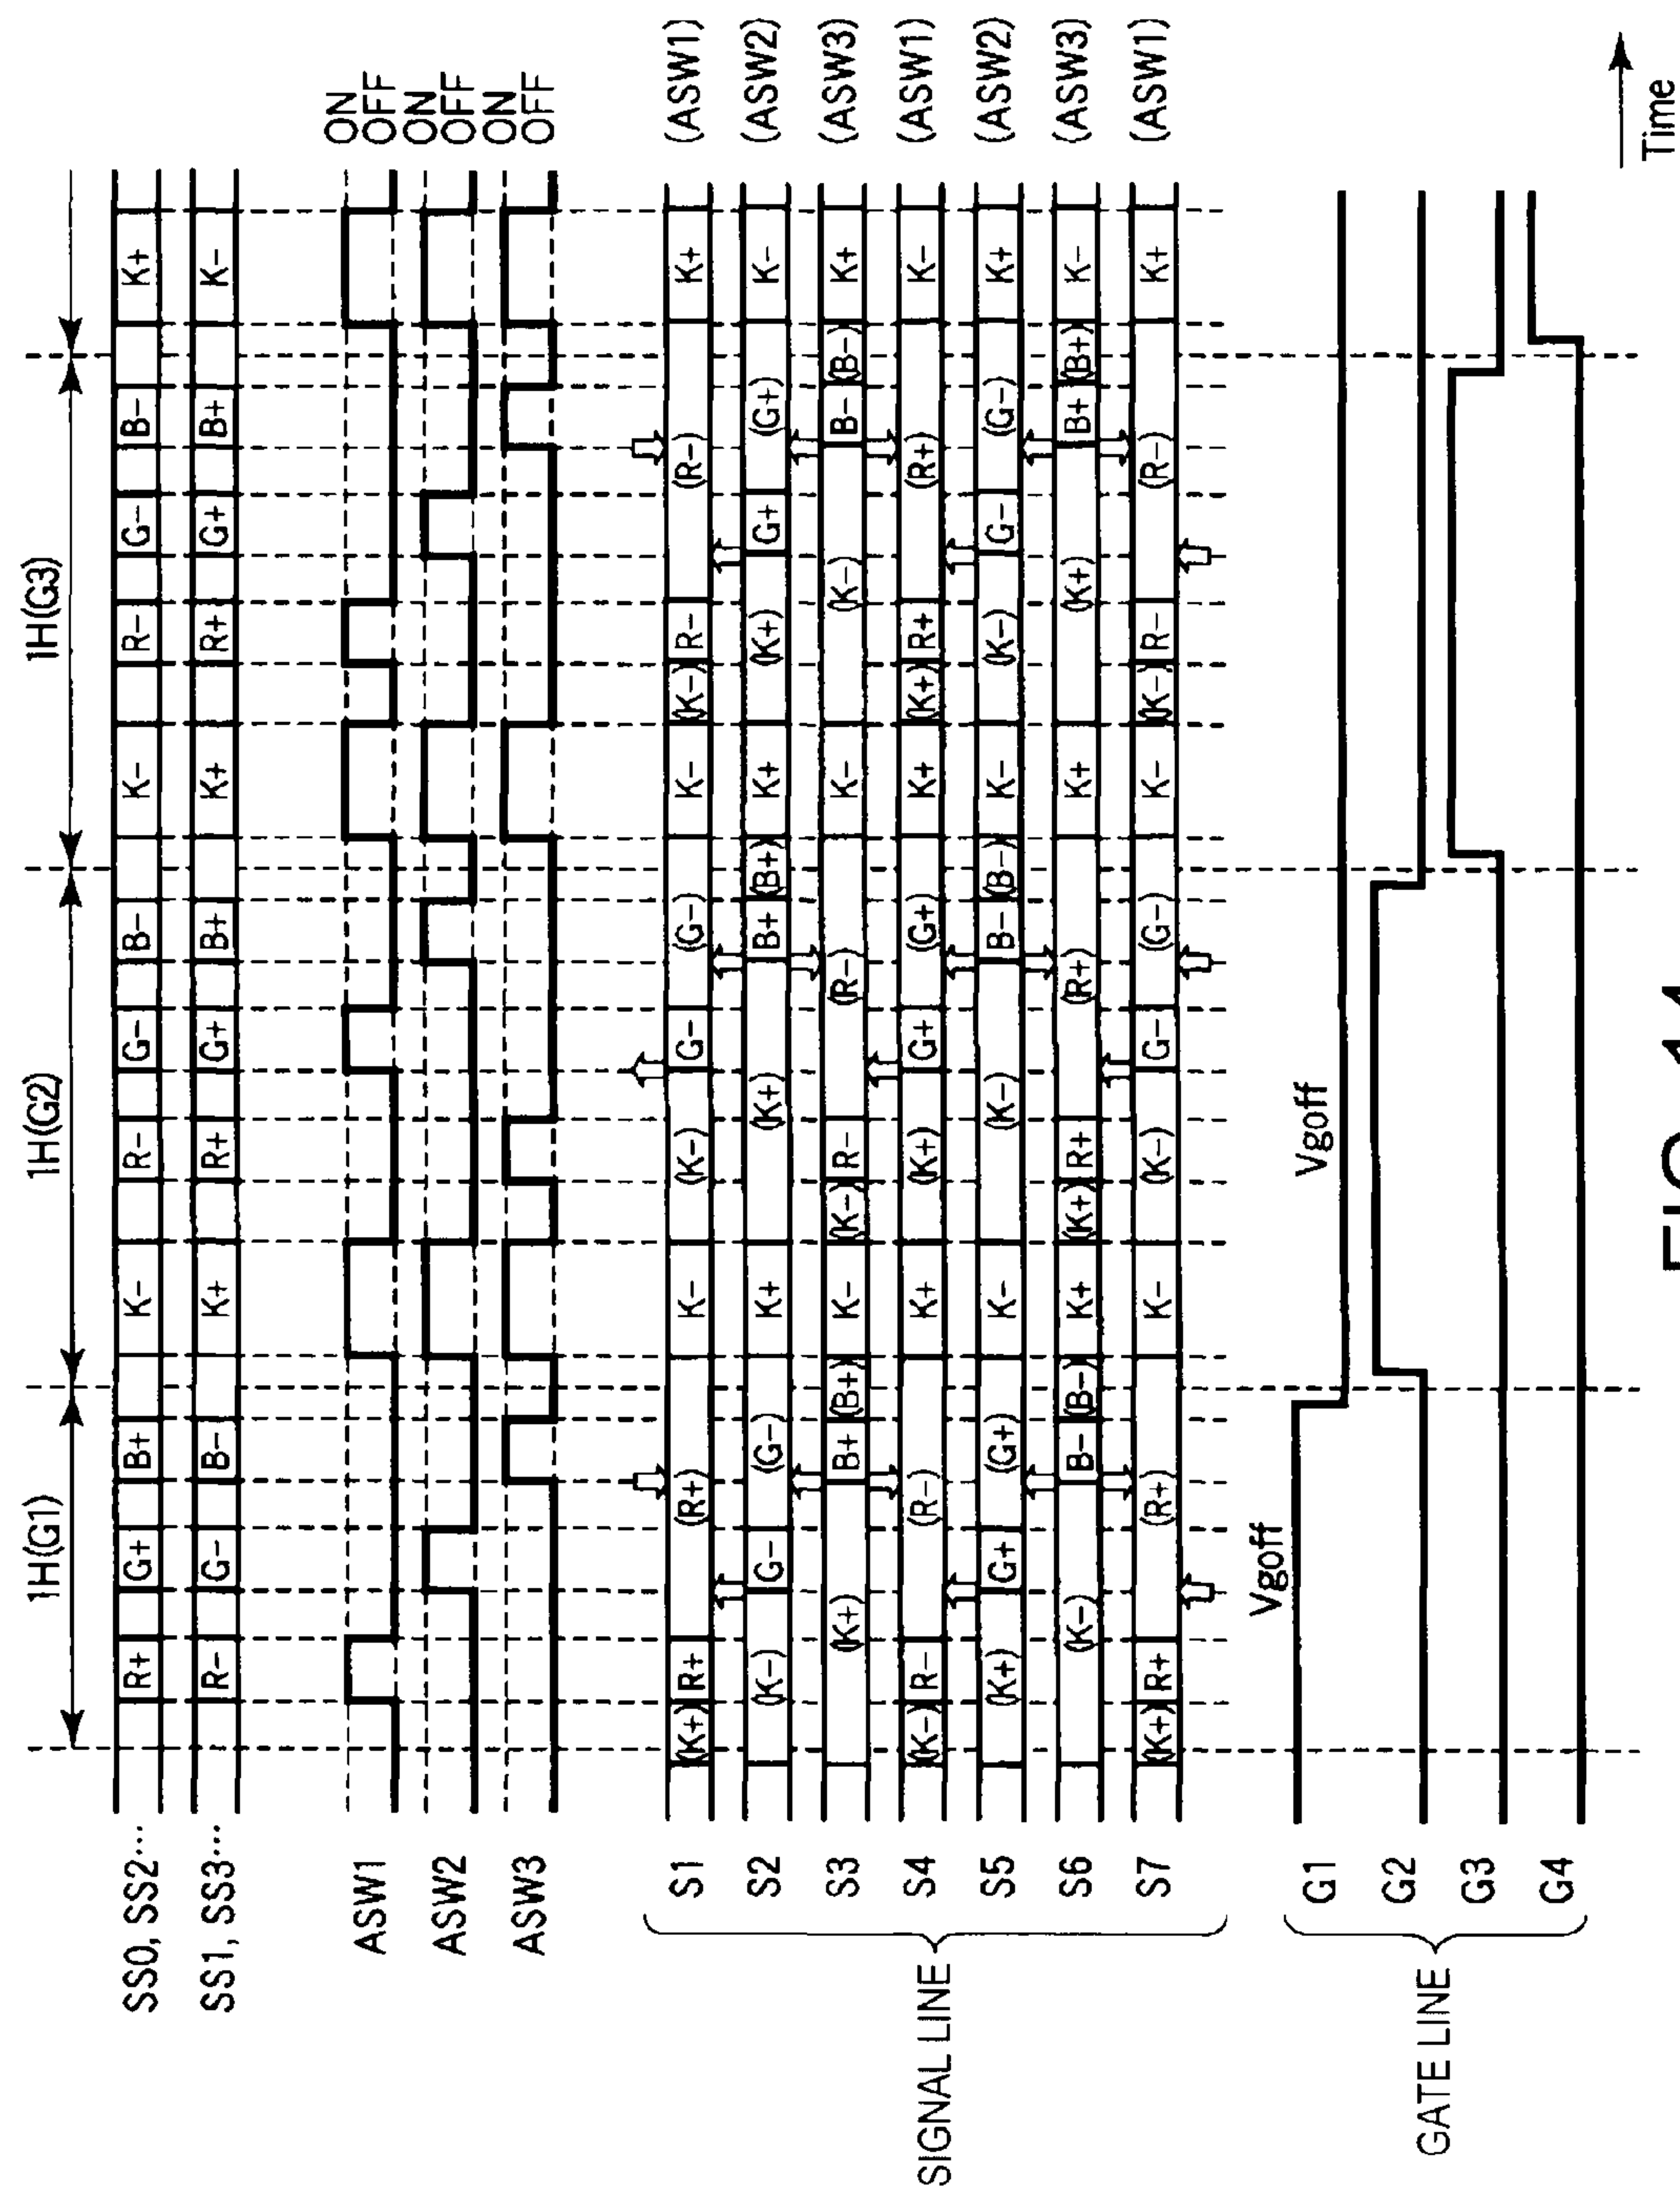 1H(G1) 1H(G2) 1H(G3)
SS0, SS2··· R+ G+ B+ K- R- G- B- K- R- G- B- K+
SS1, SS3··· R- G- B- K+ R+ G+ B+ K+ R+ G+ B+ K-
ASW1 ON OFF
ASW2 ON OFF
ASW3 ON OFF
SIGNAL LINE
S1 (K+) R+ (R+) K- (K-) G- (G-) K- (K-) R- (R-) K+ (ASW1)
S2 (K-) G- (G-) K+ (K+) B+ (B+) K+ (K+) G+ (G+) K- (ASW2)
S3 (K+) B+ (B+) K- (K-) R- (R-) K- (K-) B- (B-) K+ (ASW3)
S4 (K-) R- (R-) K+ (K+) G+ (G+) K+ (K+) R+ (R+) K- (ASW1)
S5 (K+) G+ (G+) K- (K-) B- (B-) K- (K-) G- (G-) K+ (ASW2)
S6 (K-) B- (B-) K+ (K+) R+ (R+) K+ (K+) B+ (B+) K- (ASW3)
S7 (K+) R+ (R+) K- (K-) G- (G-) K- (K-) R- (R-) K+ (ASW1)
GATE LINE
Vgoff
G1 Vgoff
G2
G3
G4
Time